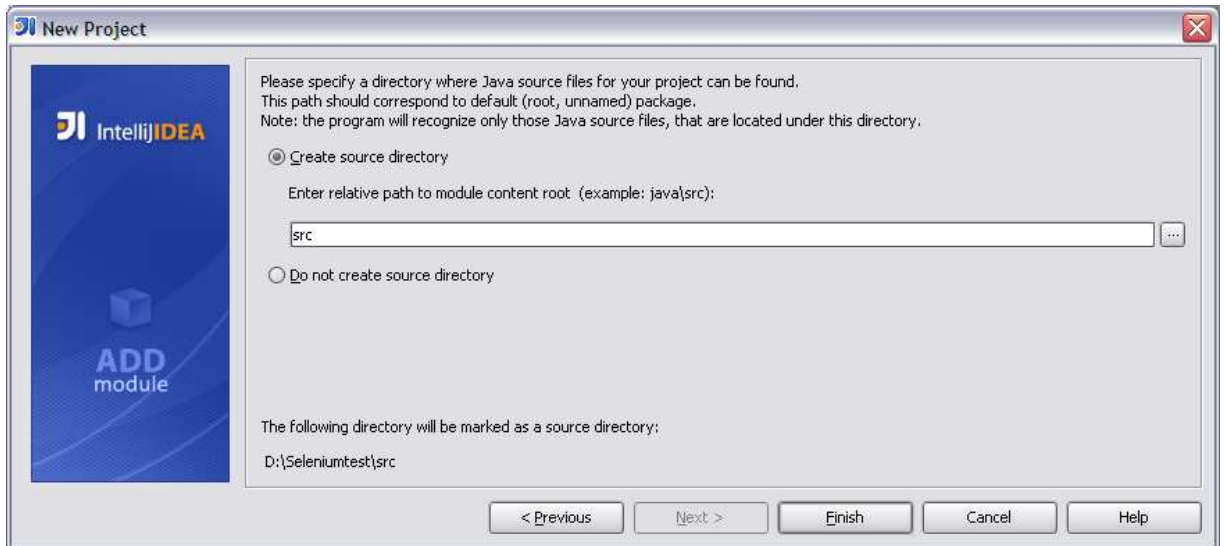 New Project
IntelliJIDEA
ADD
module
Please specify a directory where Java source files for your project can be found.
This path should correspond to default (root, unnamed) package.
Note: the program will recognize only those Java source files, that are located under this directory.
Create source directory
Enter relative path to module content root (example: java\src):
src
...
Do not create source directory
The following directory will be marked as a source directory:
D:\Seleniumtest\src
< Previous
Next >
Finish
Cancel
Help